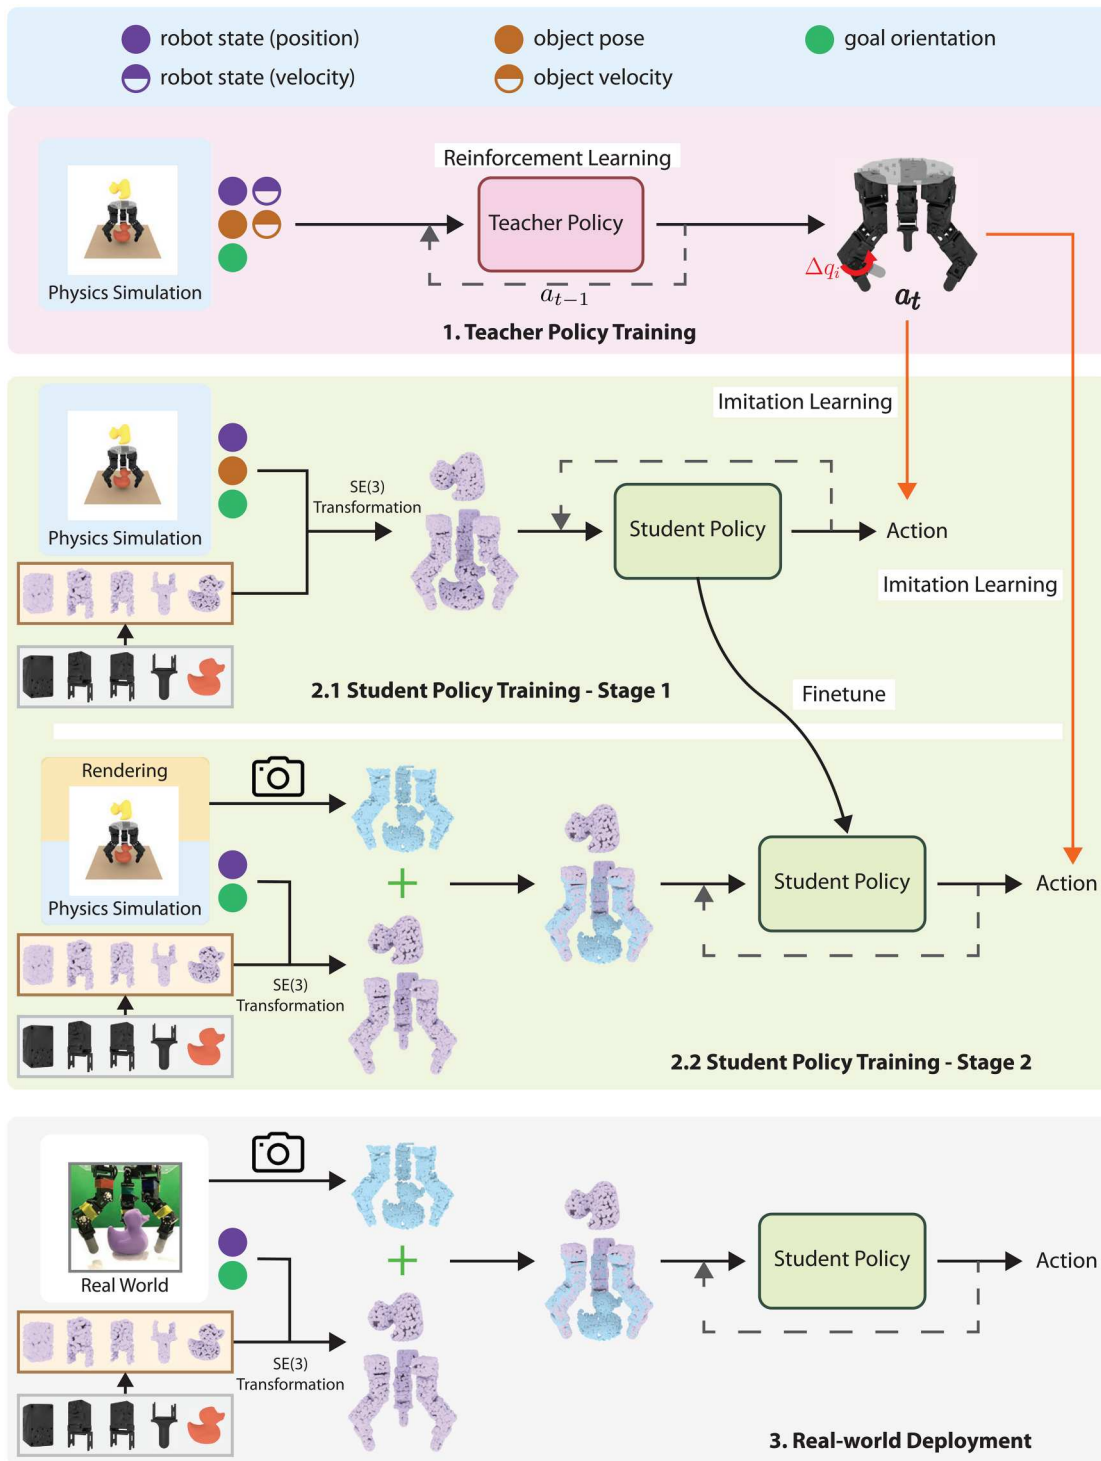 robot state (position)
object pose
goal orientation
robot state (velocity)
object velocity
Reinforcement Learning
Teacher Policy
Physics Simulation
Δqᵢ
aₜ₋₁
aₜ
1. Teacher Policy Training
Imitation Learning
SE(3)
Transformation
Student Policy
Action
Physics Simulation
Imitation Learning
2.1 Student Policy Training - Stage 1
Finetune
Rendering
Physics Simulation
Student Policy
Action
SE(3)
Transformation
2.2 Student Policy Training - Stage 2
Real World
Student Policy
Action
SE(3)
Transformation
3. Real-world Deployment